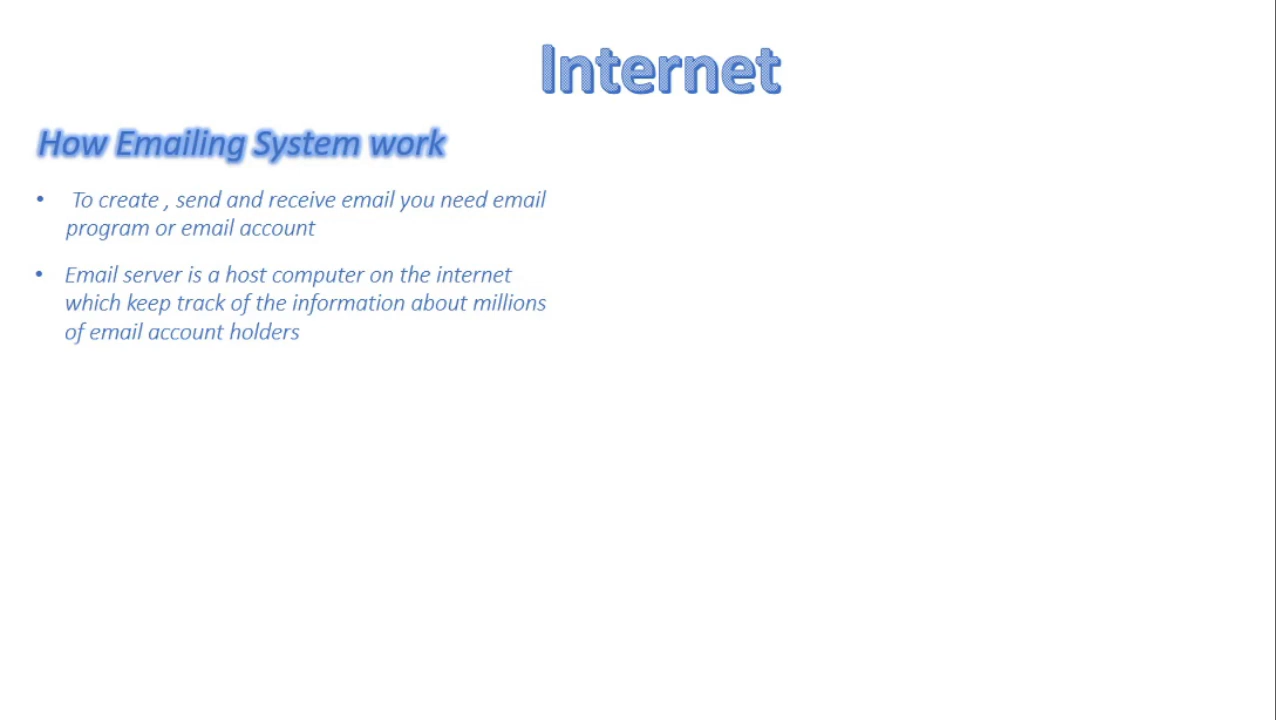 Internet
How Emailing System work
• To create , send and receive email you need email
program or email account
• Email server is a host computer on the internet
which keep track of the information about millions
of email account holders